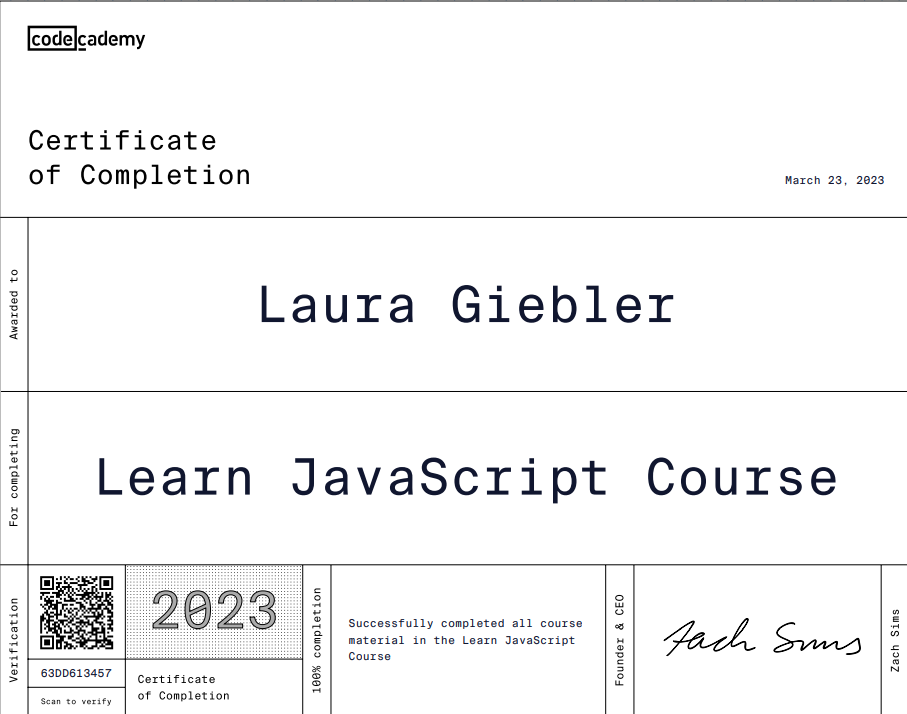 codecademy
Certificate
of Completion
March 23, 2023
Awarded to
Laura Giebler
For completing
Learn JavaScript Course
Verification
63DD613457
Scan to verify
2023
Certificate
of Completion
100% completion
Successfully completed all course
material in the Learn JavaScript
Course
Founder & CEO
Zach Sims
Zach Sims